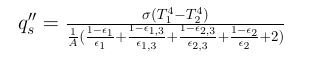 $q_s'' = \frac{\sigma(T_1^4 - T_2^4)}{\frac{1}{A}(\frac{1-\epsilon_1}{\epsilon_1} + \frac{1-\epsilon_{1,3}}{\epsilon_{1,3}} + \frac{1-\epsilon_{2,3}}{\epsilon_{2,3}} + \frac{1-\epsilon_2}{\epsilon_2} + 2)}$